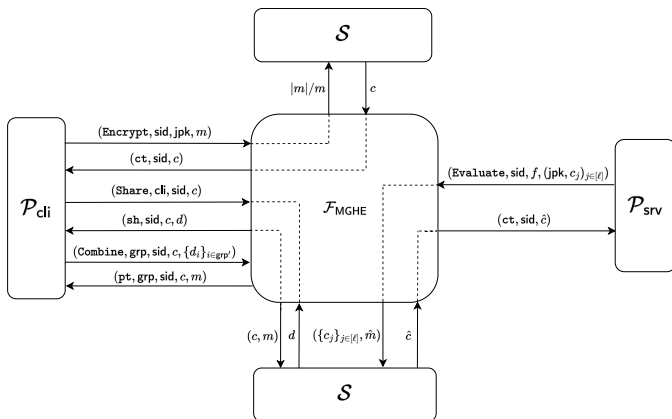 𝒮
|m|/m
c
(Encrypt, sid, jpk, m)
(ct, sid, c)
(Share, cli, sid, c)
(sh, sid, c, d)
(Combine, grp, sid, c, {d_i}_{i∈grp'})
(pt, grp, sid, c, m)
𝒫_cli
ℱ_MGHE
(Evaluate, sid, f, (jpk, c_j)_{j∈[ℓ]})
(ct, sid, ĉ)
𝒫_srv
(c, m)
d
({c_j}_{j∈[ℓ]}, m̂)
ĉ
𝒮